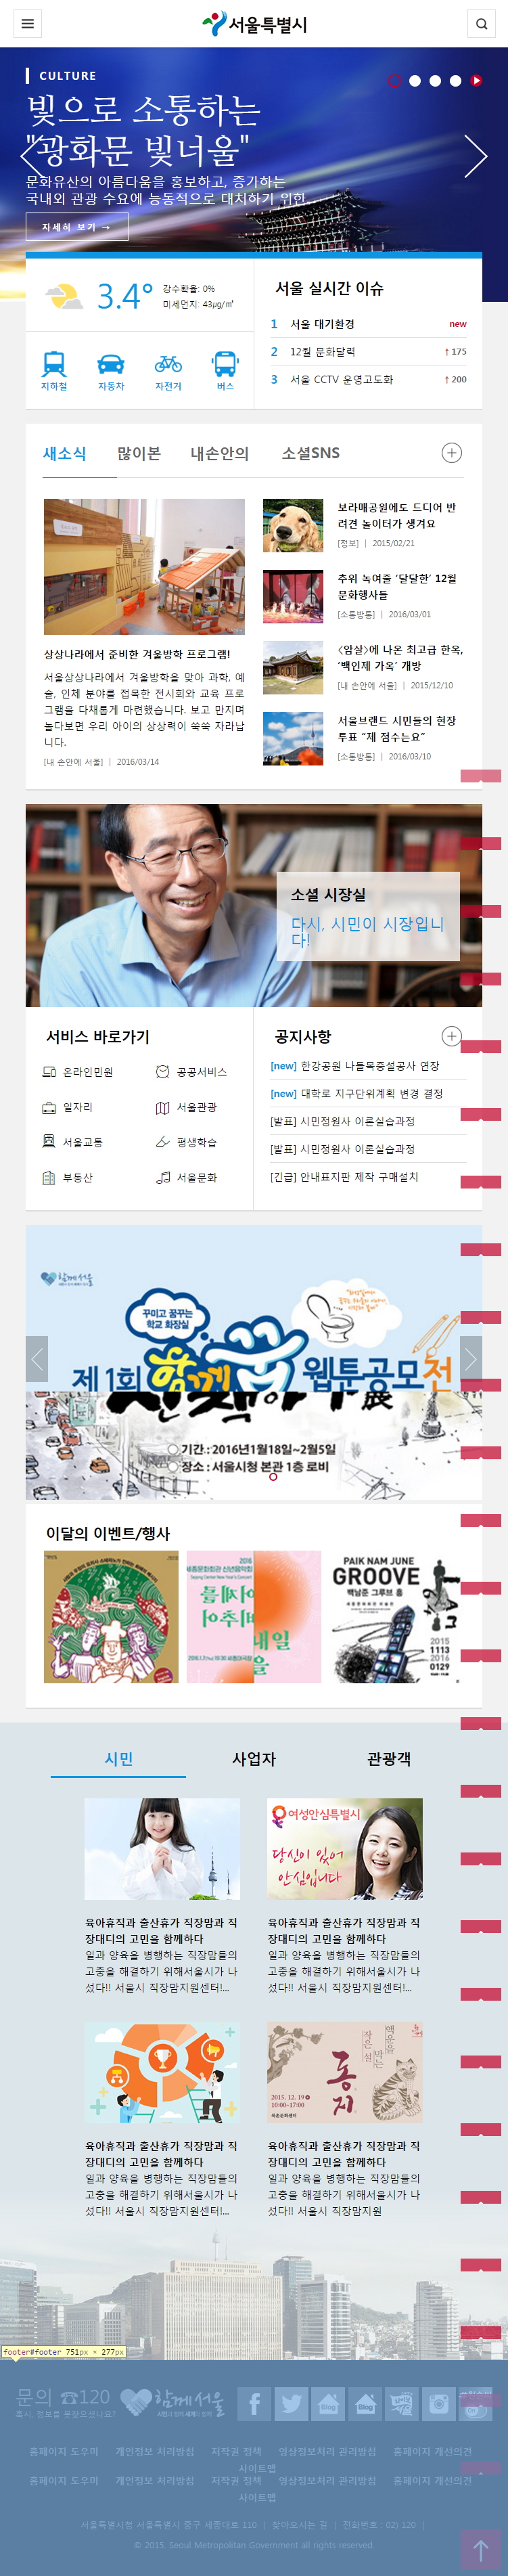 서울특별시
CULTURE
빛으로 소통하는
"광화문 빛너울"
문화유산의 아름다움을 홍보하고, 증가하는
국내외 관광 수요에 능동적으로 대처하기 위한
자세히 보기 →
3.4°
강수확률: 0%
미세먼지: 43㎍/㎥
지하철
자동차
자전거
버스
서울 실시간 이슈
1 서울 대기환경 new
2 12월 문화달력 ↑175
3 서울 CCTV 운영고도화 ↑200
새소식 많이본 내손안의 소셜SNS
상상나라에서 준비한 겨울방학 프로그램!
서울상상나라에서 겨울방학을 맞아 과학, 예
술, 인체 분야를 접목한 전시회와 교육 프로
그램을 다채롭게 마련했습니다. 보고 만지며
놀다보면 우리 아이의 상상력이 쑥쑥 자라납
니다.
[내 손안에 서울] | 2016/03/14
보라매공원에도 드디어 반
려견 놀이터가 생겨요
[정보] | 2015/02/21
추위 녹여줄 ‘달달한’ 12월
문화행사들
[소통방통] | 2016/03/01
<암살>에 나온 최고급 한옥,
‘백인제 가옥’ 개방
[내 손안에 서울] | 2015/12/10
서울브랜드 시민들의 현장
투표 “제 점수는요”
[소통방통] | 2016/03/10
소셜 시장실
다시, 시민이 시장입니
다!
서비스 바로가기
온라인민원 공공서비스
일자리 서울관광
서울교통 평생학습
부동산 서울문화
공지사항
[new] 한강공원 나들목증설공사 연장
[new] 대학로 지구단위계획 변경 결정
[발표] 시민정원사 이론실습과정
[발표] 시민정원사 이론실습과정
[긴급] 안내표지판 제작 구매설치
함께서울
꾸미고 꿈꾸는
학교 화장실
제 1회 함께 웹툰공모전
기간 : 2016년1월18일~2월5일
장소 : 서울시청 본관 1층 로비
이달의 이벤트/행사
2016
세종문화회관 신년음악회
PAIK NAM JUNE
GROOVE
백남준 그루브 흥
2015
1113
2016
0129
시민 사업자 관광객
여성안심특별시
당신이 있어
안심입니다
육아휴직과 출산휴가 직장맘과 직
장대디의 고민을 함께하다
일과 양육을 병행하는 직장맘들의
고충을 해결하기 위해서울시가 나
섰다!! 서울시 직장맘지원센터!...
육아휴직과 출산휴가 직장맘과 직
장대디의 고민을 함께하다
일과 양육을 병행하는 직장맘들의
고충을 해결하기 위해서울시가 나
섰다!! 서울시 직장맘지원센터!...
작은설
액운을 막는
동지
2015. 12. 19
10:00~17:00
육아휴직과 출산휴가 직장맘과 직
장대디의 고민을 함께하다
일과 양육을 병행하는 직장맘들의
고충을 해결하기 위해서울시가 나
섰다!! 서울시 직장맘지원센터!...
육아휴직과 출산휴가 직장맘과 직
장대디의 고민을 함께하다
일과 양육을 병행하는 직장맘들의
고충을 해결하기 위해서울시가 나
섰다!! 서울시 직장맘지원
footer#footer 751px × 277px
문의 ☎120
혹시, 정보를 못찾으셨나요?
함께서울
Blog
Blog
홈페이지 도우미 개인정보 처리방침 저작권 정책 영상정보처리 관리방침 홈페이지 개선의견
사이트맵
홈페이지 도우미 개인정보 처리방침 저작권 정책 영상정보처리 관리방침 홈페이지 개선의견
사이트맵
서울특별시청 서울특별시 중구 세종대로 110 | 찾아오시는 길 | 전화번호 : 02) 120 |
© 2015. Seoul Metropolitan Government all rights reserved.